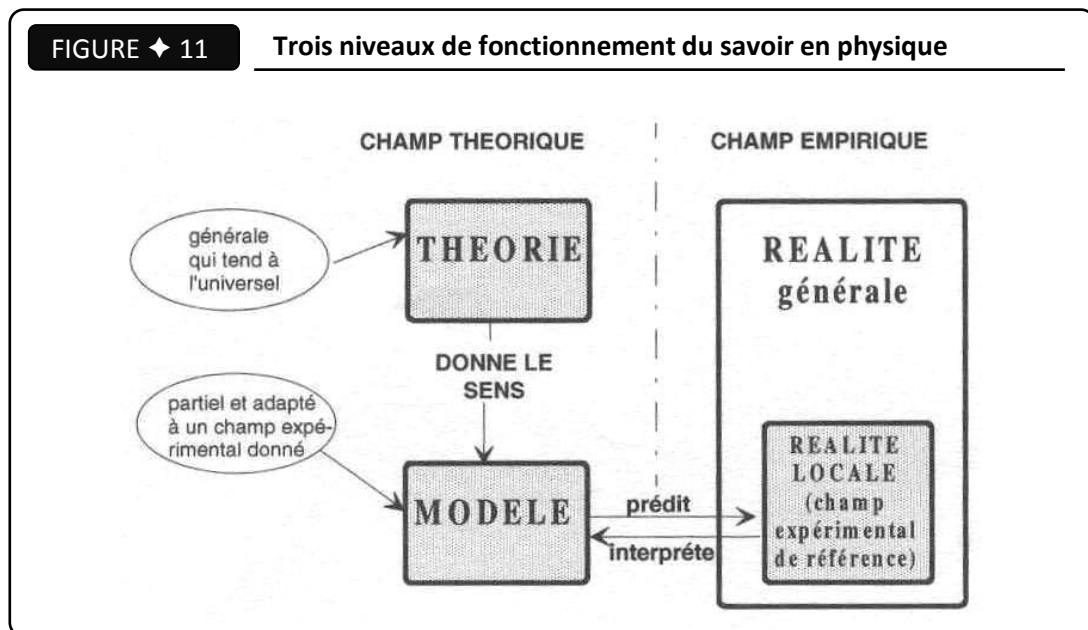 FIGURE ✦ 11
Trois niveaux de fonctionnement du savoir en physique
CHAMP THEORIQUE
CHAMP EMPIRIQUE
générale
qui tend à
l'universel
THEORIE
REALITE
générale
DONNE LE
SENS
partiel et adapté
à un champ expé-
rimental donné
MODELE
prédit
interpréte
REALITE
LOCALE
(champ
expérimental
de référence)